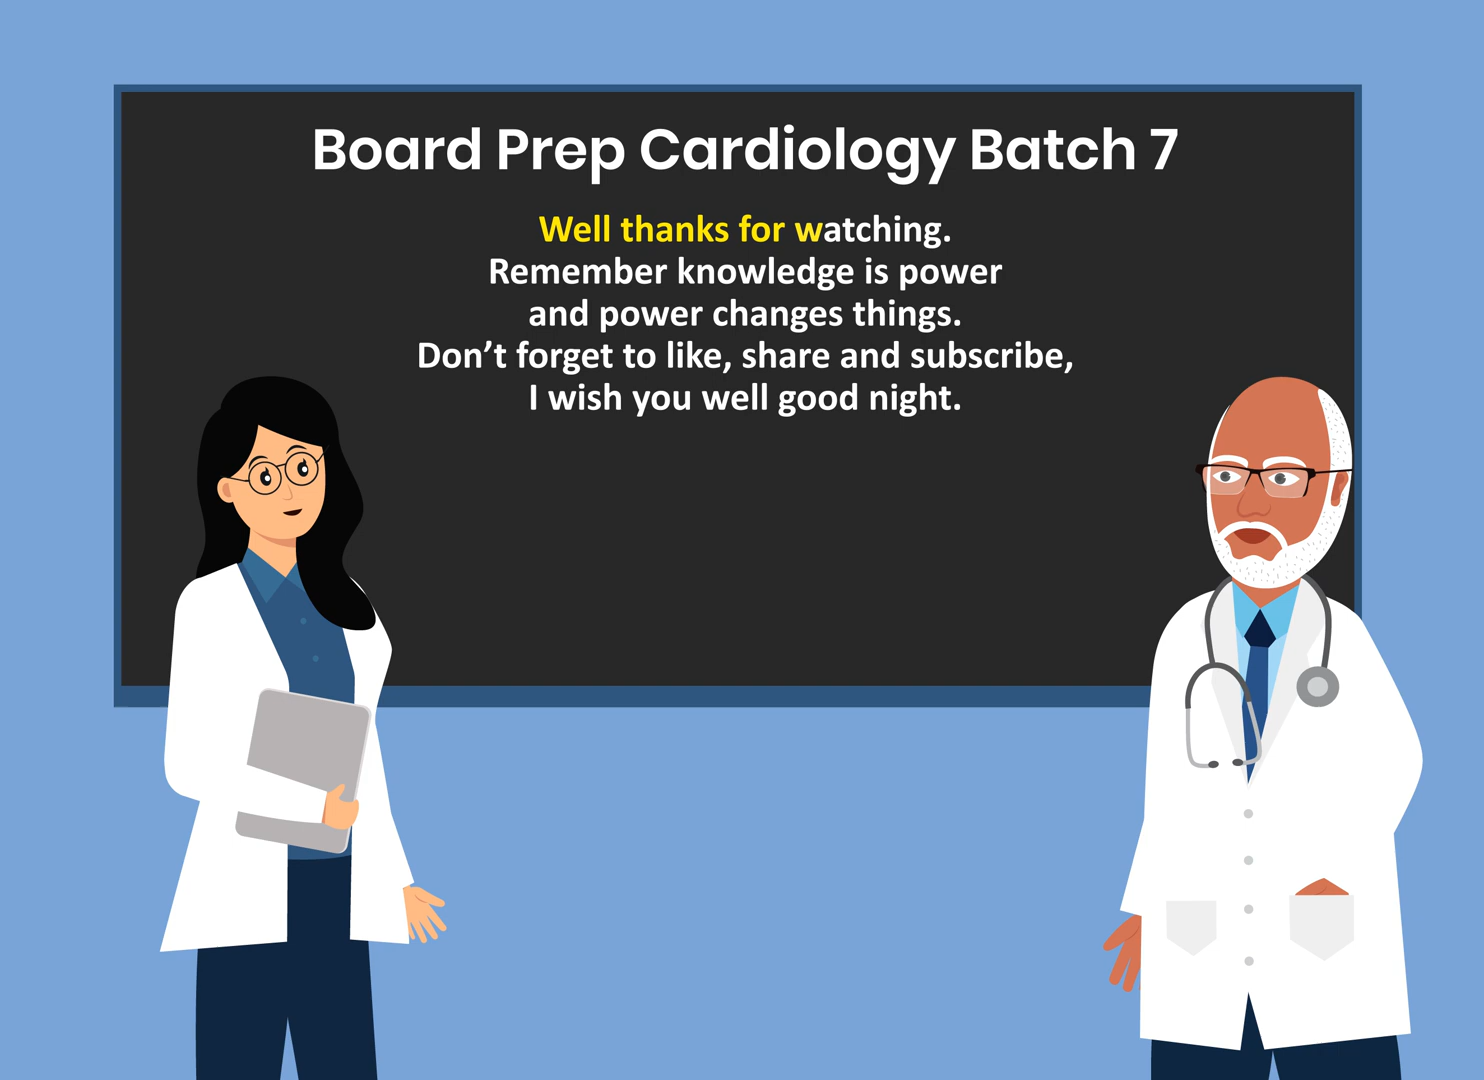 Board Prep Cardiology Batch 7
Well thanks for watching.
Remember knowledge is power
and power changes things.
Don’t forget to like, share and subscribe,
I wish you well good night.